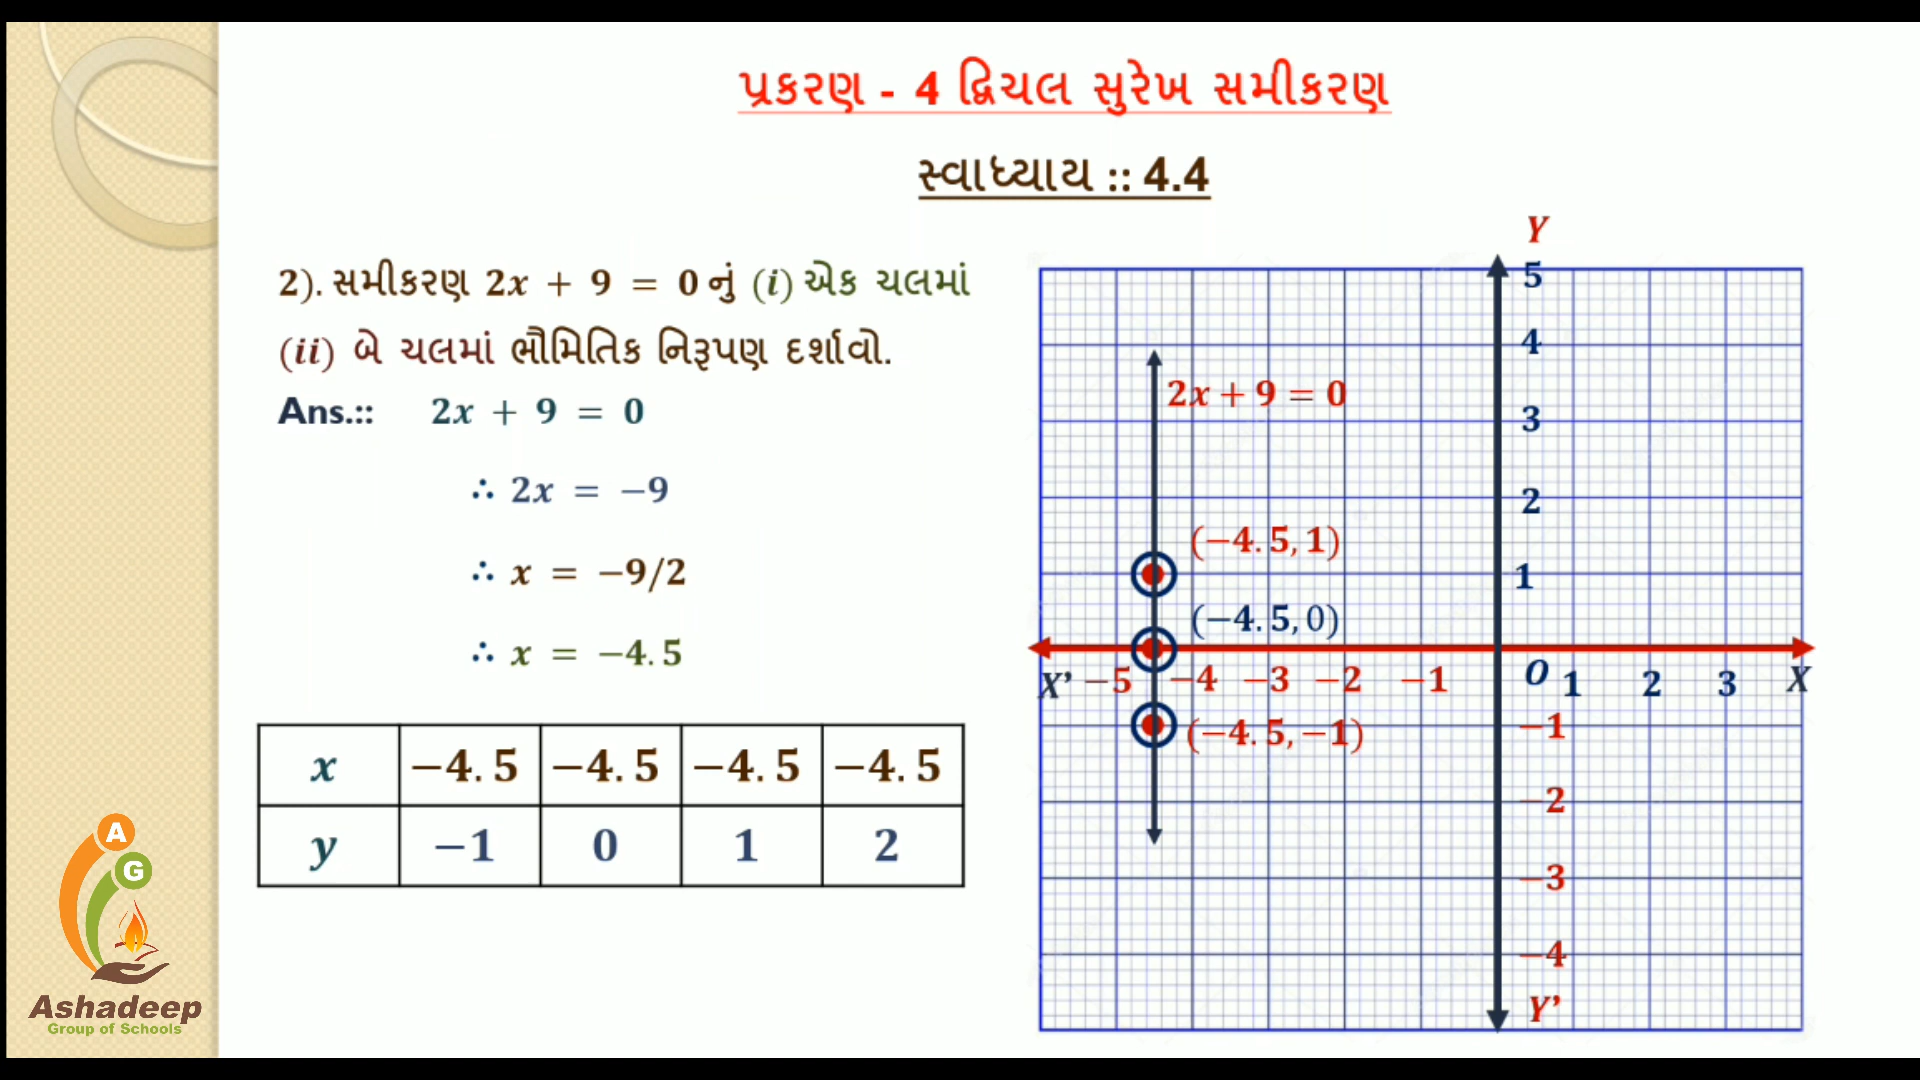 પ્રકરણ - 4 દ્વિચલ સુરેખ સમીકરણ
સ્વાધ્યાય :: 4.4
2). સમીકરણ 2x + 9 = 0 નું (i) એક ચલમાં
(ii) બે ચલમાં ભૌમિતિક નિરૂપણ દર્શાવો.
Ans.:: 2x + 9 = 0
∴ 2x = −9
∴ x = −9/2
∴ x = −4.5
x −4.5 −4.5 −4.5 −4.5
y −1 0 1 2
Y
5
4
2x + 9 = 0
3
2
(−4.5, 1)
1
(−4.5, 0)
X’ −5 −4 −3 −2 −1 O 1 2 3 X
(−4.5, −1) −1
−2
−3
−4
Y’
A
G
Ashadeep
Group of Schools